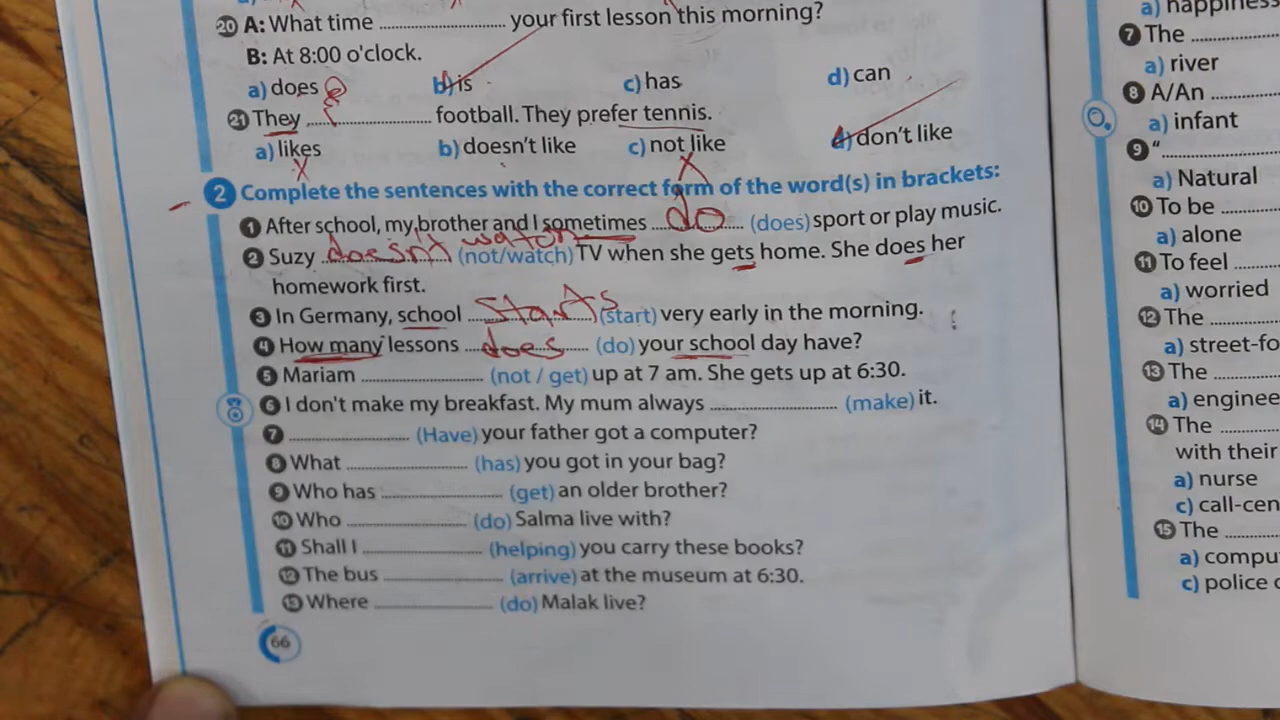 20 A: What time .................... your first lesson this morning?
B: At 8:00 o'clock.
a) does b) is c) has d) can
21 They .................... football. They prefer tennis.
a) likes b) doesn't like c) not like d) don't like
2 Complete the sentences with the correct form of the word(s) in brackets:
1 After school, my brother and I sometimes ... do ... (does) sport or play music.
2 Suzy doesn't watch (not/watch) TV when she gets home. She does her
homework first.
3 In Germany, school starts (start) very early in the morning.
4 How many lessons ... does ... (do) your school day have?
5 Mariam .................... (not / get) up at 7 am. She gets up at 6:30.
6 I don't make my breakfast. My mum always .................... (make) it.
7 .................... (Have) your father got a computer?
8 What .................... (has) you got in your bag?
9 Who has .................... (get) an older brother?
10 Who .................... (do) Salma live with?
11 Shall I .................... (helping) you carry these books?
12 The bus .................... (arrive) at the museum at 6:30.
13 Where .................... (do) Malak live?
66
a) happiness
7 The ..........
a) river
8 A/An ..........
a) infant
9 "..........
a) Natural
10 To be ..........
a) alone
11 To feel ..........
a) worried
12 The ..........
a) street-fo
13 The ..........
a) enginee
14 The ..........
with their
a) nurse
c) call-cen
15 The ..........
a) compu
c) police